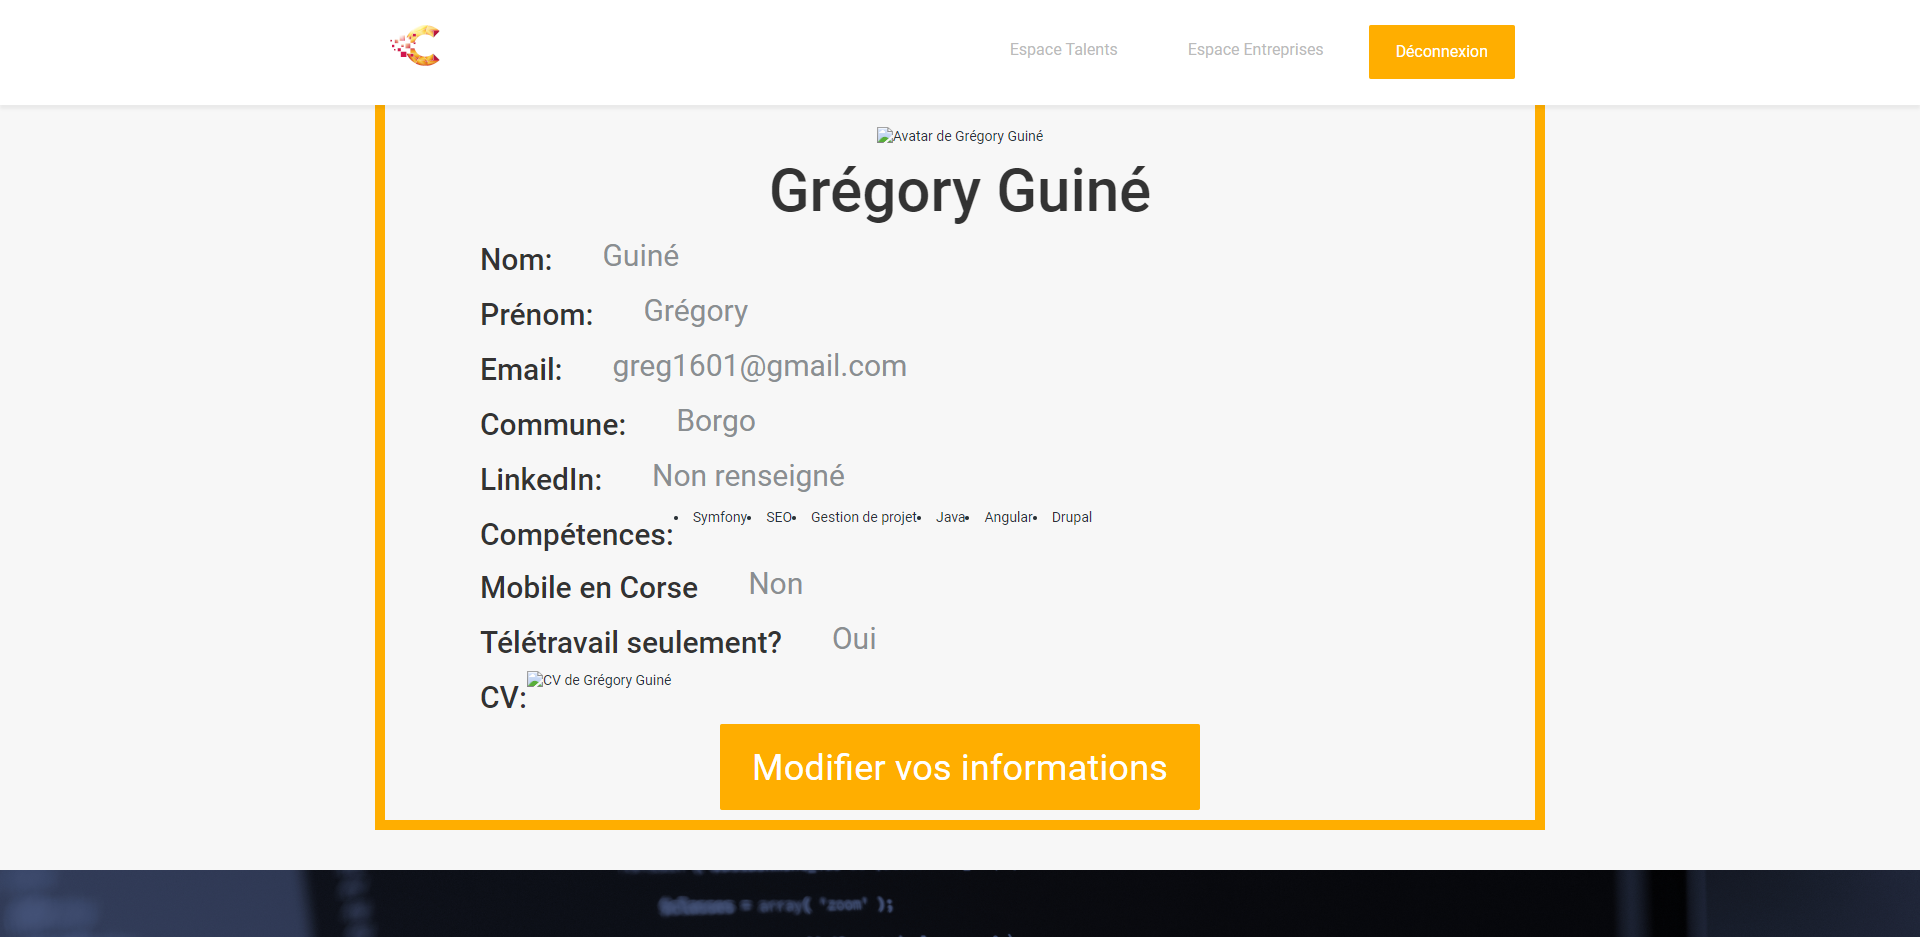 Espace Talents Espace Entreprises Déconnexion
Avatar de Grégory Guiné
Grégory Guiné
Nom: Guiné
Prénom: Grégory
Email: greg1601@gmail.com
Commune: Borgo
LinkedIn: Non renseigné
Compétences: • Symfony • SEO • Gestion de projet • Java • Angular • Drupal
Mobile en Corse Non
Télétravail seulement? Oui
CV: CV de Grégory Guiné
Modifier vos informations
= array( 'zoom' );